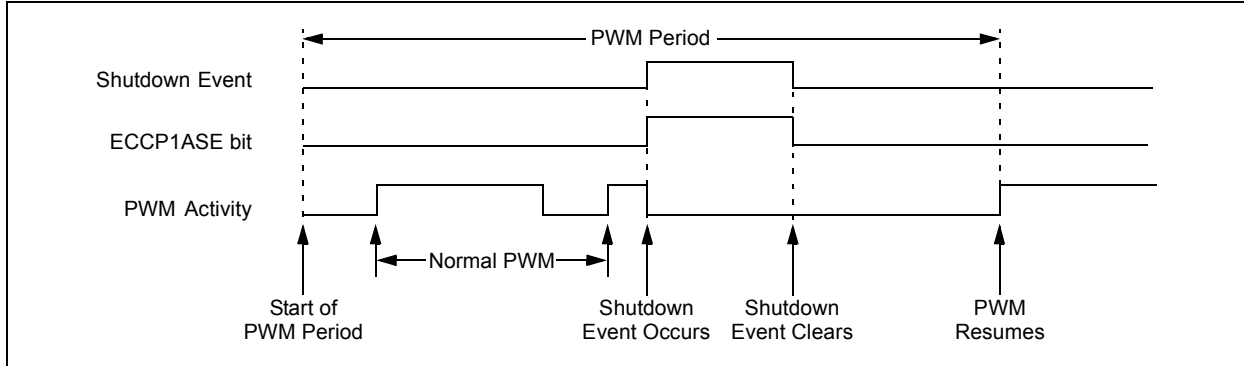 PWM Period
Shutdown Event
ECCP1ASE bit
PWM Activity
Normal PWM
Start of
PWM Period
Shutdown
Event Occurs
Shutdown
Event Clears
PWM
Resumes